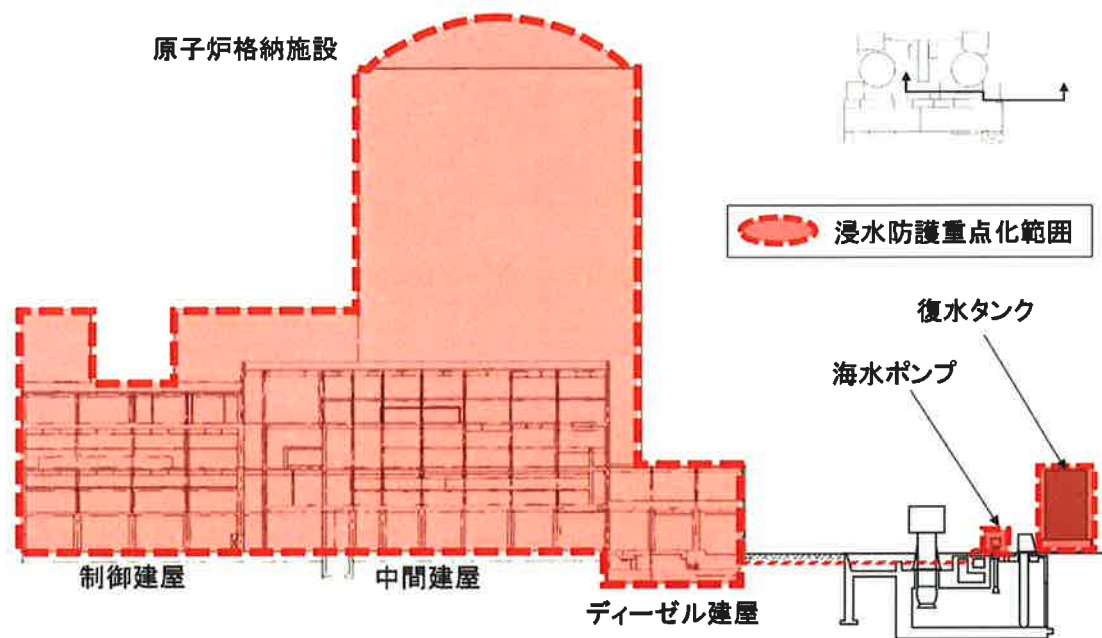 原子炉格納施設
浸水防護重点化範囲
復水タンク
海水ポンプ
制御建屋
中間建屋
ディーゼル建屋